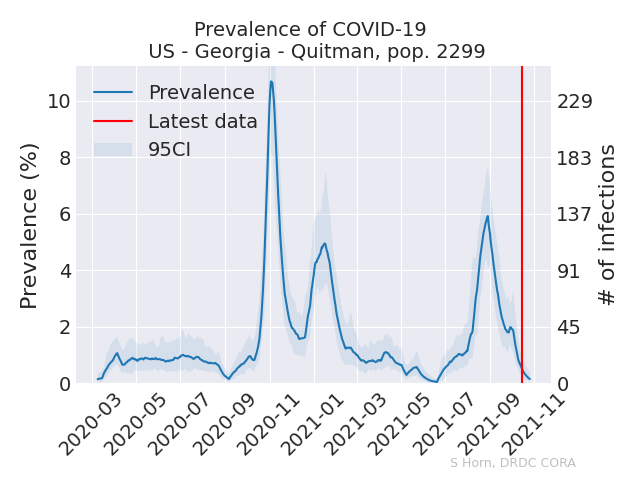 Prevalence of COVID-19
US - Georgia - Quitman, pop. 2299
Prevalence
Latest data
95CI
Prevalence (%)
10
8
6
4
2
0
229
183
137
91
45
0
# of infections
2020-03
2020-05
2020-07
2020-09
2020-11
2021-01
2021-03
2021-05
2021-07
2021-09
2021-11
S Horn, DRDC CORA